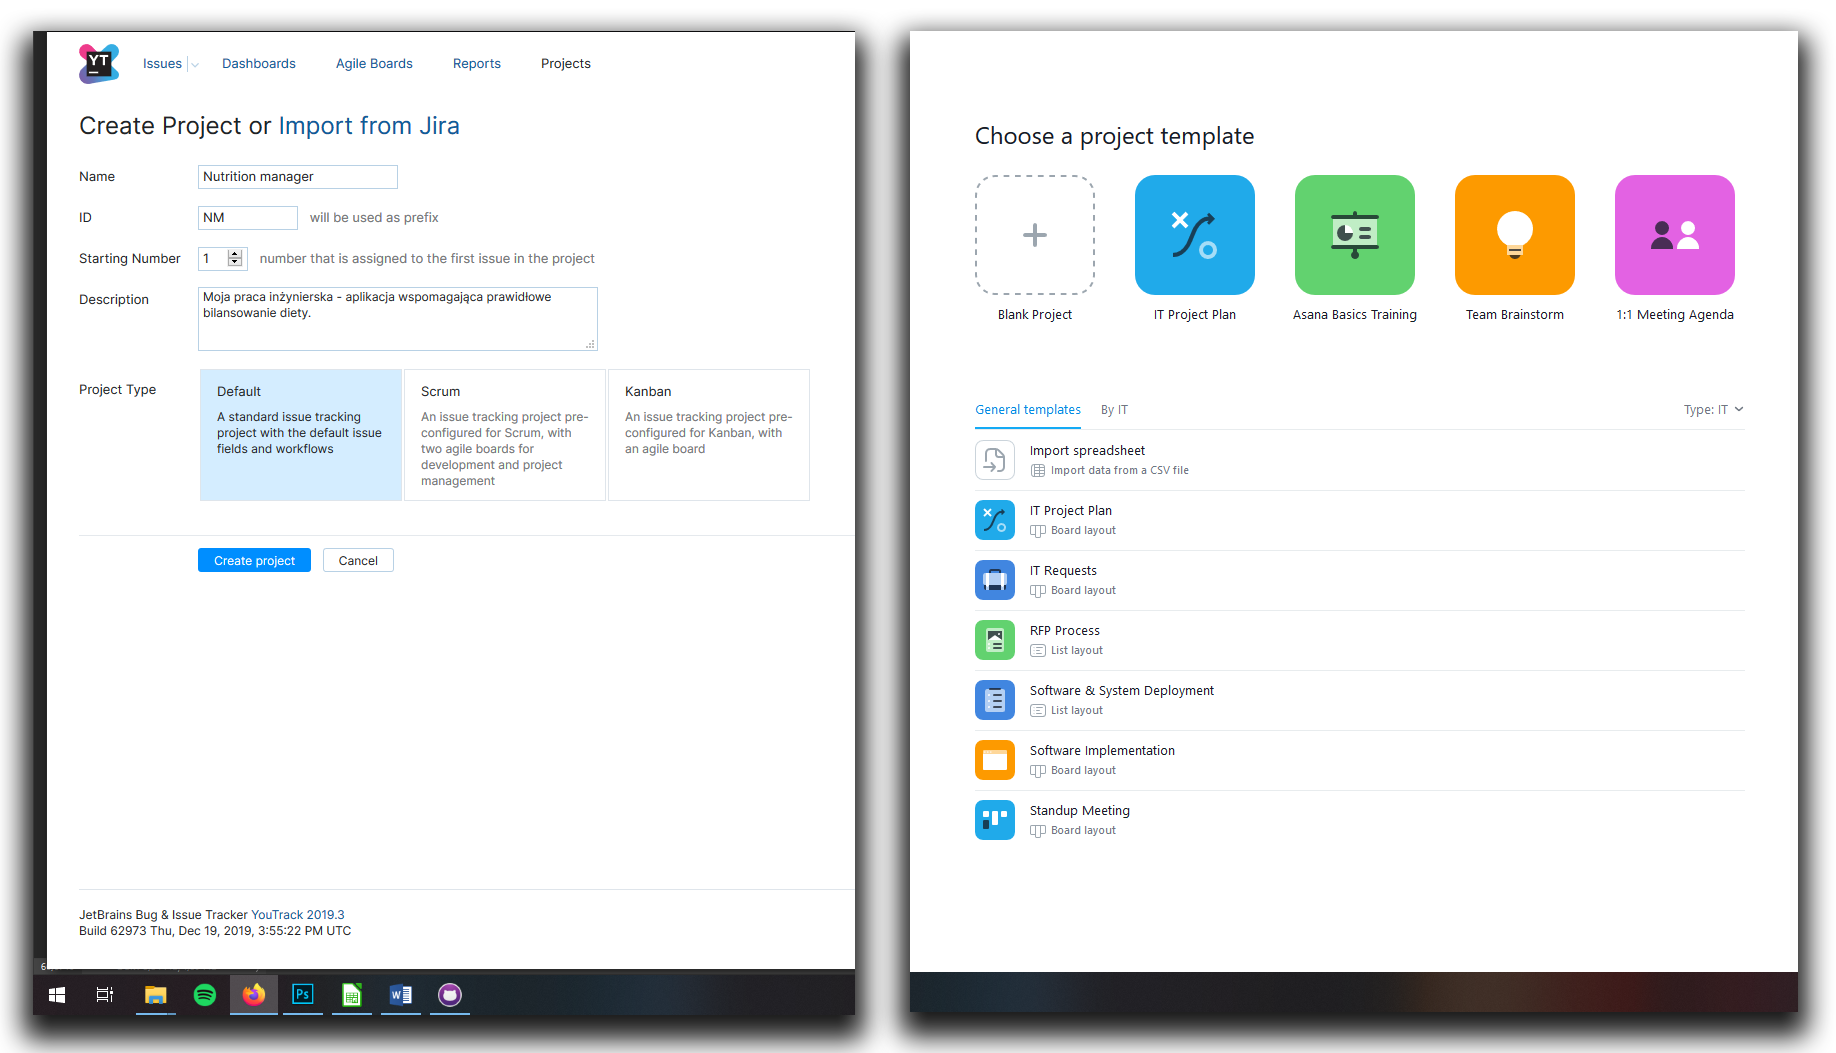 YT
Issues
Dashboards
Agile Boards
Reports
Projects
Create Project or Import from Jira
Name
Nutrition manager
ID
NM
will be used as prefix
Starting Number
1
number that is assigned to the first issue in the project
Description
Moja praca inżynierska - aplikacja wspomagająca prawidłowe
bilansowanie diety.
Project Type
Default
A standard issue tracking
project with the default issue
fields and workflows
Scrum
An issue tracking project pre-
configured for Scrum, with
two agile boards for
development and project
management
Kanban
An issue tracking project pre-
configured for Kanban, with
an agile board
Create project
Cancel
JetBrains Bug & Issue Tracker YouTrack 2019.3
Build 62973 Thu, Dec 19, 2019, 3:55:22 PM UTC
Ps
W
Choose a project template
Blank Project
IT Project Plan
Asana Basics Training
Team Brainstorm
1:1 Meeting Agenda
General templates
By IT
Type: IT
Import spreadsheet
Import data from a CSV file
IT Project Plan
Board layout
IT Requests
Board layout
RFP Process
List layout
Software & System Deployment
List layout
Software Implementation
Board layout
Standup Meeting
Board layout